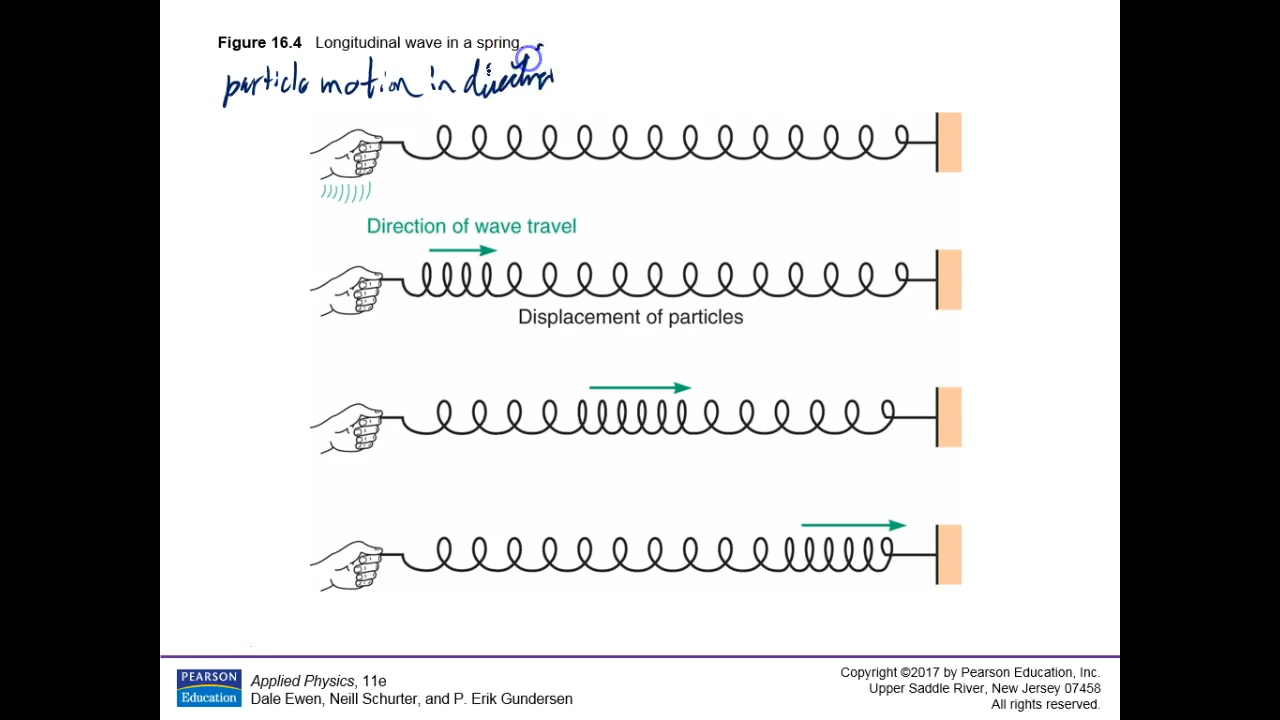 Figure 16.4 Longitudinal wave in a spring.
particle motion in direction
Direction of wave travel
Displacement of particles
PEARSON
Education
Applied Physics, 11e
Dale Ewen, Neill Schurter, and P. Erik Gundersen
Copyright ©2017 by Pearson Education, Inc.
Upper Saddle River, New Jersey 07458
All rights reserved.